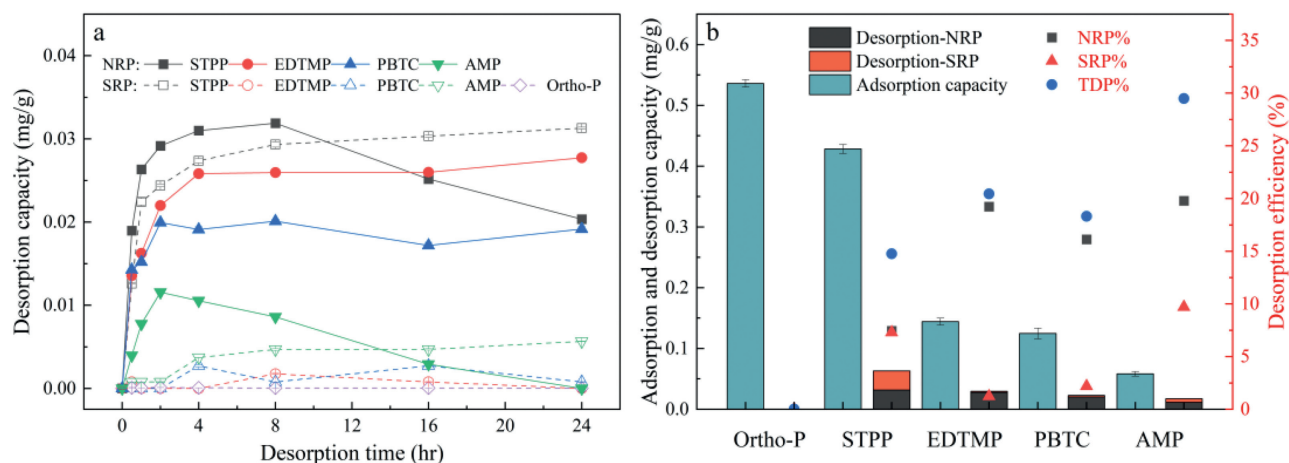 a
NRP: STPP EDTMP PBTC AMP
SRP: STPP EDTMP PBTC AMP Ortho-P
Desorption capacity (mg/g)
0.04
0.03
0.02
0.01
0.00
0 4 8 12 16 20 24
Desorption time (hr)
b
Desorption-NRP NRP%
Desorption-SRP SRP%
Adsorption capacity TDP%
Adsorption and desorption capacity (mg/g)
0.6
0.5
0.4
0.3
0.2
0.1
0.0
Desorption efficiency (%)
35
30
25
20
15
10
5
0
Ortho-P STPP EDTMP PBTC AMP